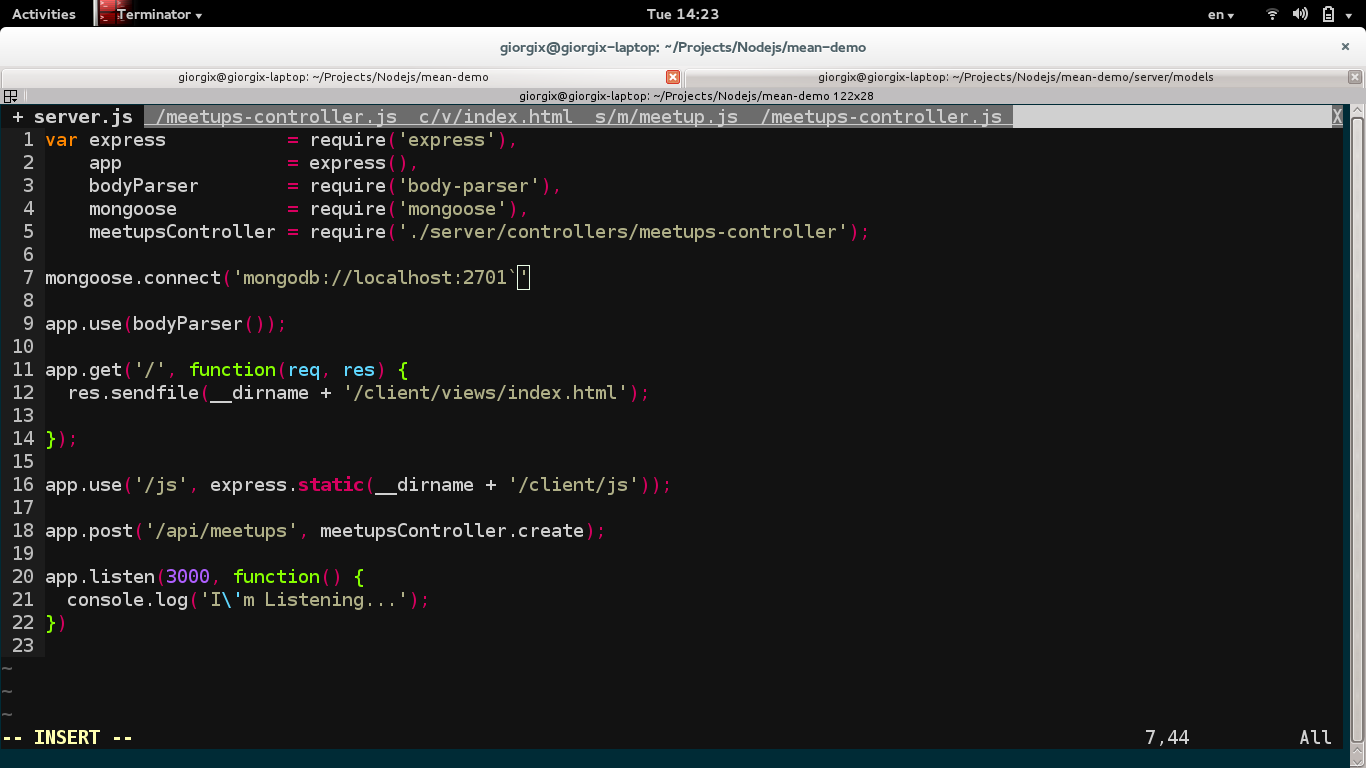 Activities Terminator Tue 14:23 en
giorgix@giorgix-laptop: ~/Projects/Nodejs/mean-demo ×
giorgix@giorgix-laptop: ~/Projects/Nodejs/mean-demo giorgix@giorgix-laptop: ~/Projects/Nodejs/mean-demo/server/models
giorgix@giorgix-laptop: ~/Projects/Nodejs/mean-demo 122x28
+ server.js /meetups-controller.js c/v/index.html s/m/meetup.js /meetups-controller.js X
1 var express           = require('express'),
2     app               = express(),
3     bodyParser        = require('body-parser'),
4     mongoose          = require('mongoose'),
5     meetupsController = require('./server/controllers/meetups-controller');
6
7 mongoose.connect('mongodb://localhost:2701`'
8
9 app.use(bodyParser());
10
11 app.get('/', function(req, res) {
12   res.sendfile(__dirname + '/client/views/index.html');
13
14 });
15
16 app.use('/js', express.static(__dirname + '/client/js'));
17
18 app.post('/api/meetups', meetupsController.create);
19
20 app.listen(3000, function() {
21   console.log('I\'m Listening...');
22 })
23
~
~
~
-- INSERT -- 7,44 All